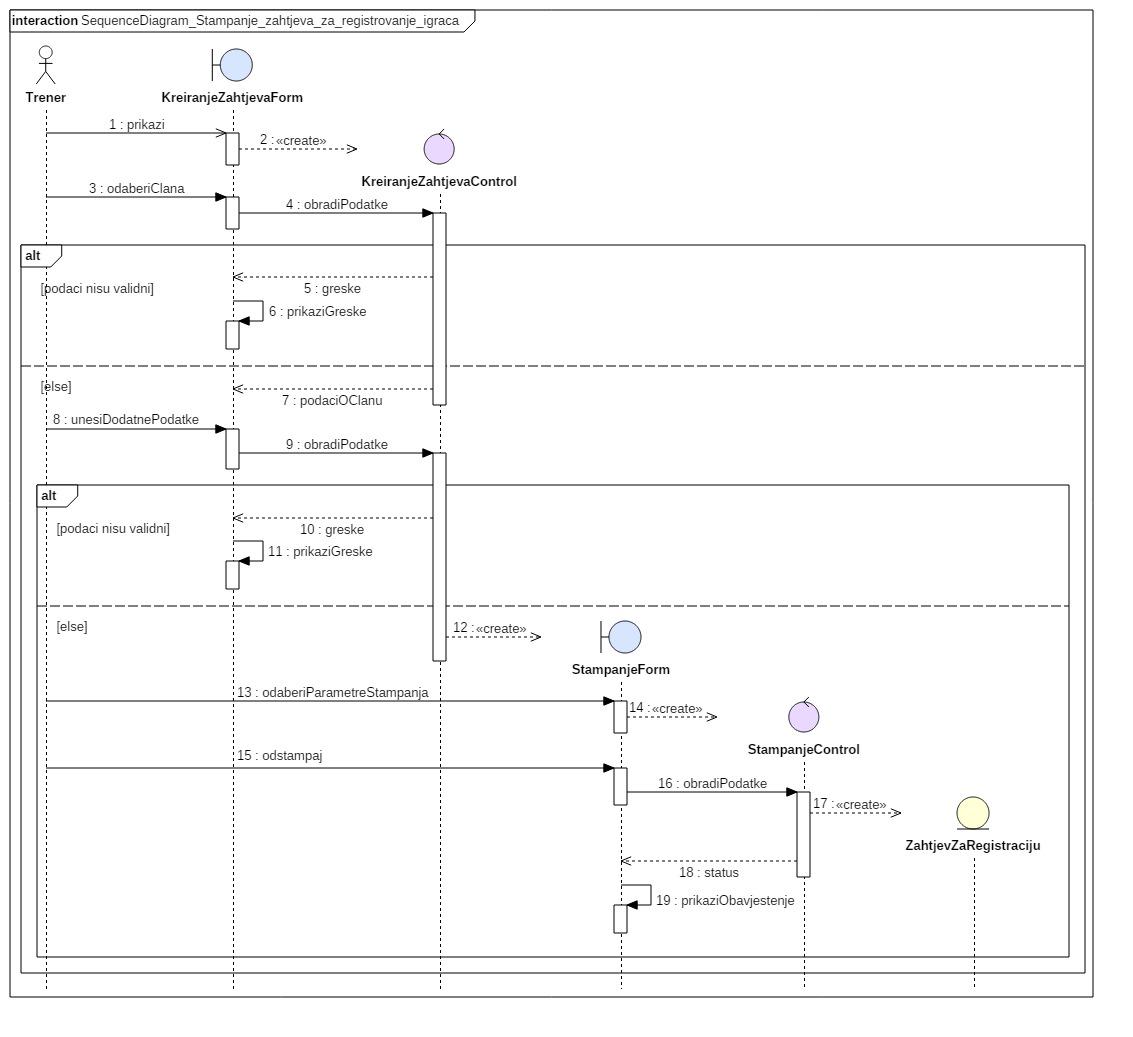 interaction SequenceDiagram_Stampanje_zahtjeva_za_registrovanje_igraca
Trener
KreiranjeZahtjevaForm
1 : prikazi
2 : «create»
KreiranjeZahtjevaControl
3 : odaberiClana
4 : obradiPodatke
alt
5 : greske
[podaci nisu validni]
6 : prikaziGreske
[else]
7 : podaciOClanu
8 : unesiDodatnePodatke
9 : obradiPodatke
alt
10 : greske
[podaci nisu validni]
11 : prikaziGreske
[else]
12 : «create»
StampanjeForm
13 : odaberiParametreStampanja
14 : «create»
StampanjeControl
15 : odstampaj
16 : obradiPodatke
17 : «create»
ZahtjevZaRegistraciju
18 : status
19 : prikaziObavjestenje